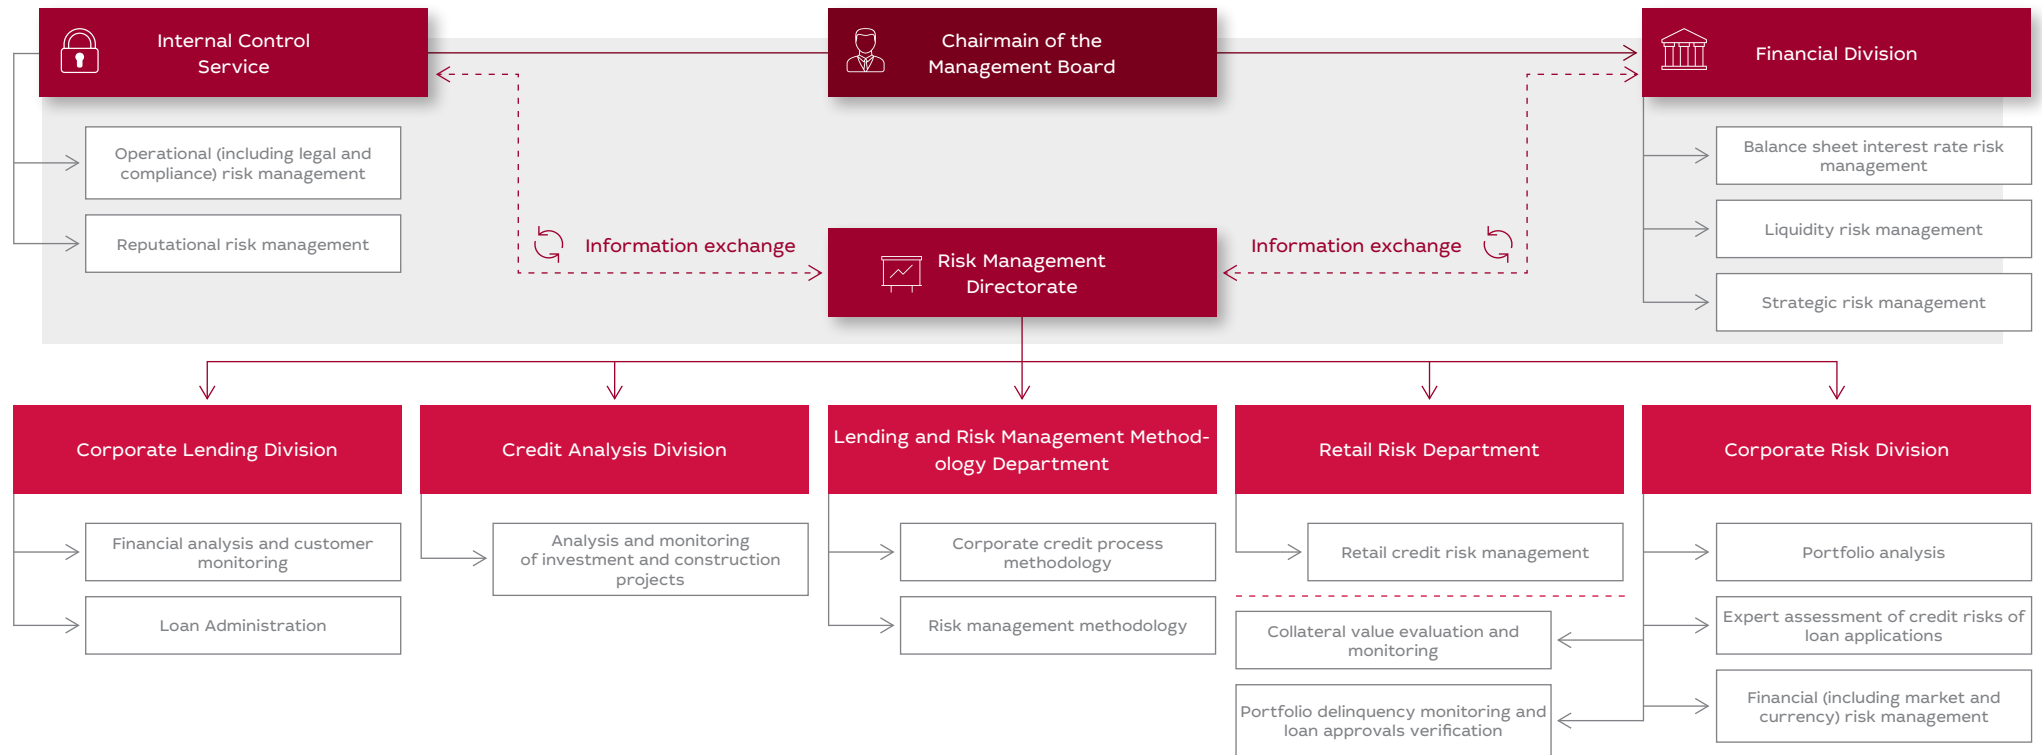 Internal Control
Service
Chairmain of the
Management Board
Financial Division
Operational (including legal and
compliance) risk management
Reputational risk management
Information exchange
Risk Management
Directorate
Information exchange
Balance sheet interest rate risk
management
Liquidity risk management
Strategic risk management
Corporate Lending Division
Financial analysis and customer
monitoring
Loan Administration
Credit Analysis Division
Analysis and monitoring
of investment and construction
projects
Lending and Risk Management Method-
ology Department
Corporate credit process
methodology
Risk management methodology
Retail Risk Department
Retail credit risk management
Collateral value evaluation and
monitoring
Portfolio delinquency monitoring and
loan approvals verification
Corporate Risk Division
Portfolio analysis
Expert assessment of credit risks of
loan applications
Financial (including market and
currency) risk management